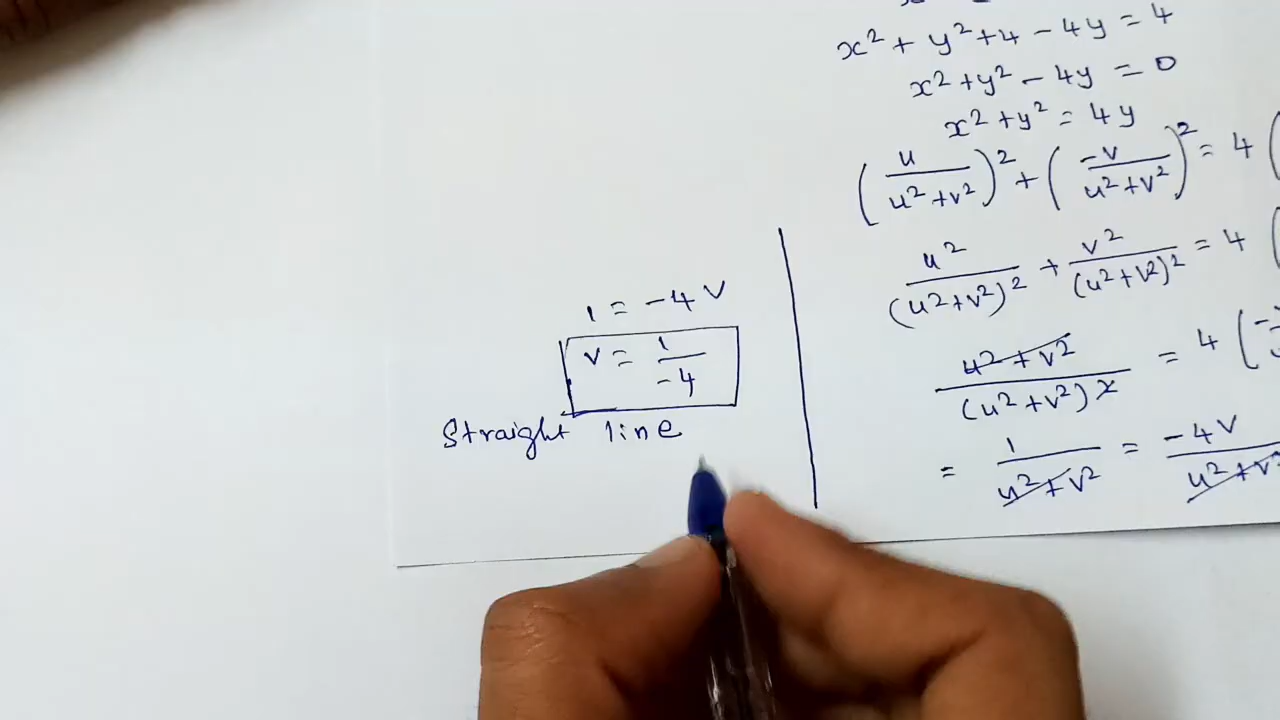 x² + y² + 4 - 4y = 4
x² + y² - 4y = 0
x² + y² = 4y
(u/(u² + v²))² + (-v/(u² + v²))² = 4 (
u²/(u² + v²)² + v²/(u² + v²)² = 4 (
(u² + v²)/(u² + v²)2 = 4 (
= 1/(u² + v²) = -4v/(u² + v²)
1 = -4v
v = 1/-4
Straight line